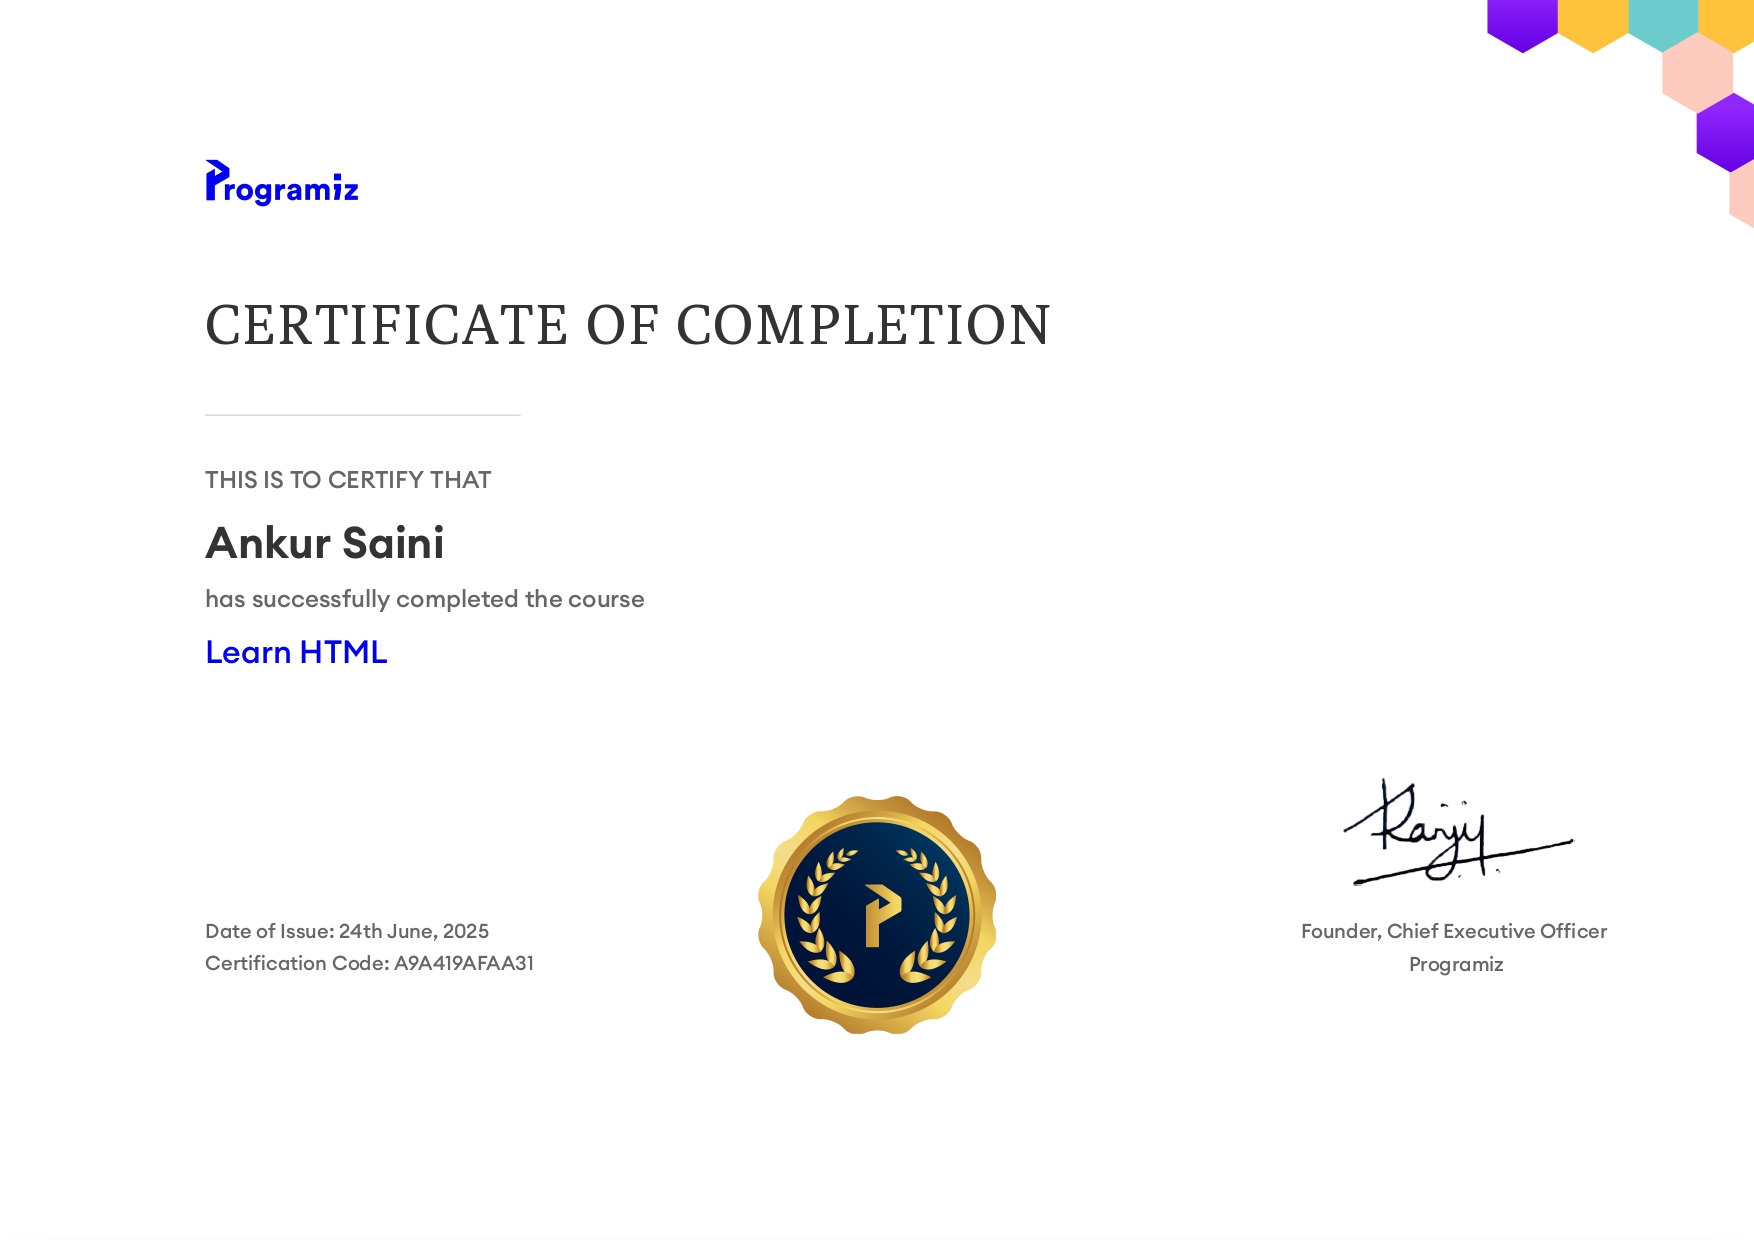 Programiz
CERTIFICATE OF COMPLETION
THIS IS TO CERTIFY THAT
Ankur Saini
has successfully completed the course
Learn HTML
Date of Issue: 24th June, 2025
Certification Code: A9A419AFAA31
Founder, Chief Executive Officer
Programiz